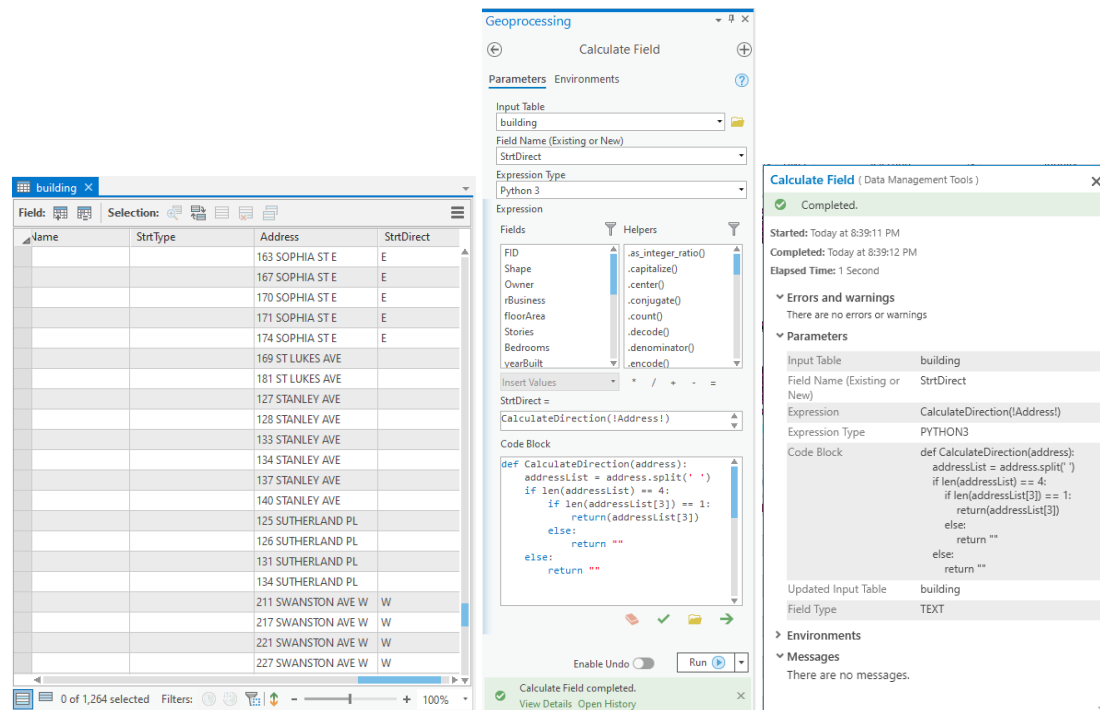 building
Field:
Selection:
Name StrtType Address StrtDirect
163 SOPHIA ST E E
167 SOPHIA ST E E
170 SOPHIA ST E E
171 SOPHIA ST E E
174 SOPHIA ST E E
169 ST LUKES AVE
181 ST LUKES AVE
127 STANLEY AVE
128 STANLEY AVE
133 STANLEY AVE
134 STANLEY AVE
137 STANLEY AVE
140 STANLEY AVE
125 SUTHERLAND PL
126 SUTHERLAND PL
131 SUTHERLAND PL
134 SUTHERLAND PL
211 SWANSTON AVE W W
217 SWANSTON AVE W W
221 SWANSTON AVE W W
227 SWANSTON AVE W W
0 of 1,264 selected Filters: - + 100%
Geoprocessing
Calculate Field
Parameters Environments
?
Input Table
building
Field Name (Existing or New)
StrtDirect
Expression Type
Python 3
Expression
Fields Helpers
FID .as_integer_ratio()
Shape .capitalize()
Owner .center()
rBusiness .conjugate()
floorArea .count()
Stories .decode()
Bedrooms .denominator()
yearBuilt .encode()
Insert Values * / + - =
StrtDirect =
CalculateDirection(!Address!)
Code Block
def CalculateDirection(address):
addressList = address.split(' ')
if len(addressList) == 4:
if len(addressList[3]) == 1:
return(addressList[3])
else:
return ""
else:
return ""
Enable Undo Run
Calculate Field completed.
View Details Open History
Calculate Field ( Data Management Tools )
Completed.
Started: Today at 8:39:11 PM
Completed: Today at 8:39:12 PM
Elapsed Time: 1 Second
Errors and warnings
There are no errors or warnings
Parameters
Input Table building
Field Name (Existing or StrtDirect
New)
Expression CalculateDirection(!Address!)
Expression Type PYTHON3
Code Block def CalculateDirection(address):
addressList = address.split(' ')
if len(addressList) == 4:
if len(addressList[3]) == 1:
return(addressList[3])
else:
return ""
else:
return ""
Updated Input Table building
Field Type TEXT
Environments
Messages
There are no messages.